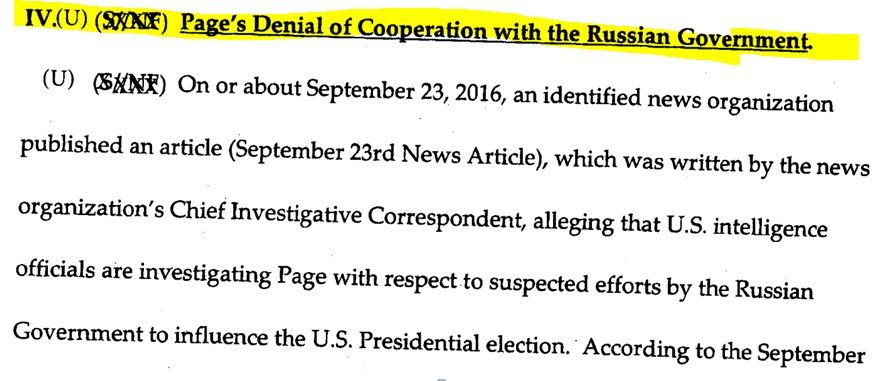 IV.(U) (S//NF) Page's Denial of Cooperation with the Russian Government.
(U) (S//NF) On or about September 23, 2016, an identified news organization
published an article (September 23rd News Article), which was written by the news
organization's Chief Investigative Correspondent, alleging that U.S. intelligence
officials are investigating Page with respect to suspected efforts by the Russian
Government to influence the U.S. Presidential election. According to the September